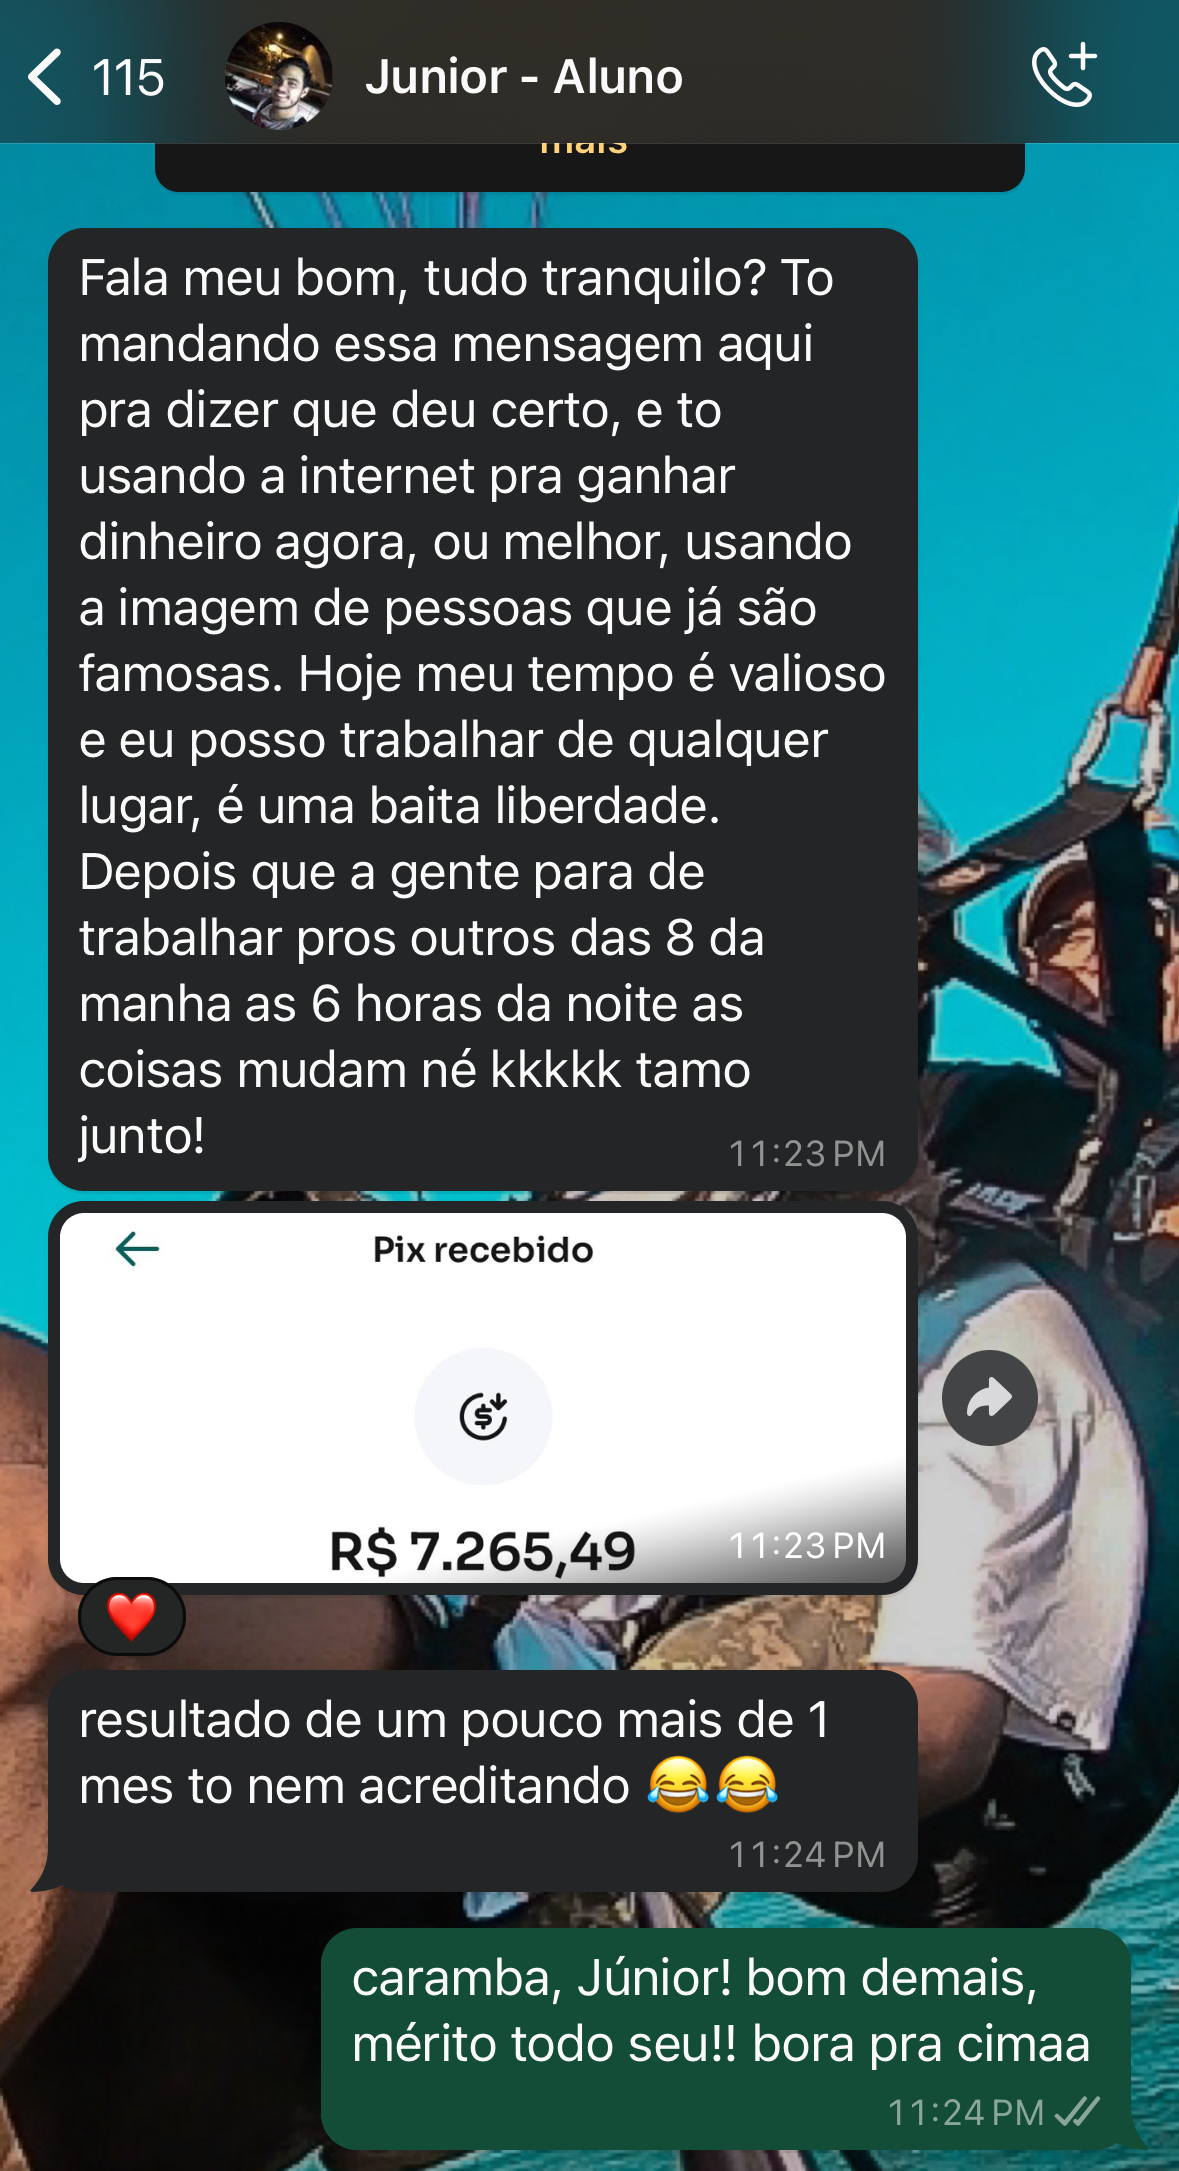 115
Junior - Aluno
mais
Fala meu bom, tudo tranquilo? To
mandando essa mensagem aqui
pra dizer que deu certo, e to
usando a internet pra ganhar
dinheiro agora, ou melhor, usando
a imagem de pessoas que já são
famosas. Hoje meu tempo é valioso
e eu posso trabalhar de qualquer
lugar, é uma baita liberdade.
Depois que a gente para de
trabalhar pros outros das 8 da
manha as 6 horas da noite as
coisas mudam né kkkkk tamo
junto!
11:23 PM
Pix recebido
R$ 7.265,49
11:23 PM
resultado de um pouco mais de 1
mes to nem acreditando 😂😂
11:24 PM
caramba, Júnior! bom demais,
mérito todo seu!! bora pra cimaa
11:24 PM